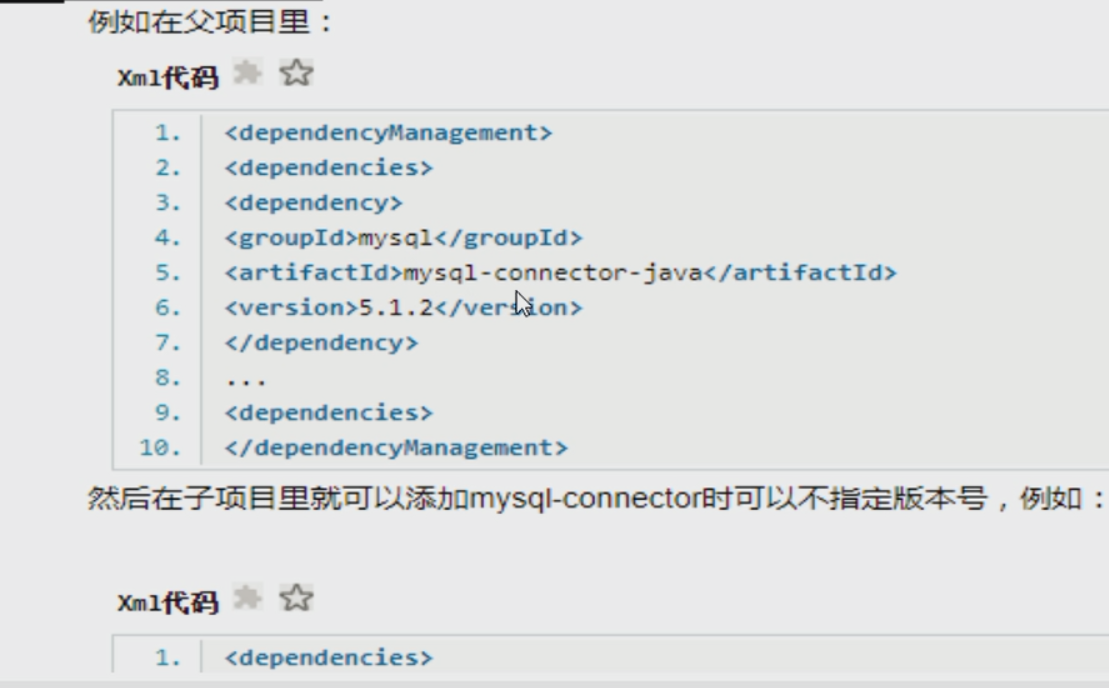 例如在父项目里：
Xml代码
1. <dependencyManagement>
2. <dependencies>
3. <dependency>
4. <groupId>mysql</groupId>
5. <artifactId>mysql-connector-java</artifactId>
6. <version>5.1.2</version>
7. </dependency>
8. ...
9. <dependencies>
10. </dependencyManagement>
然后在子项目里就可以添加mysql-connector时可以不指定版本号，例如：
Xml代码
1. <dependencies>